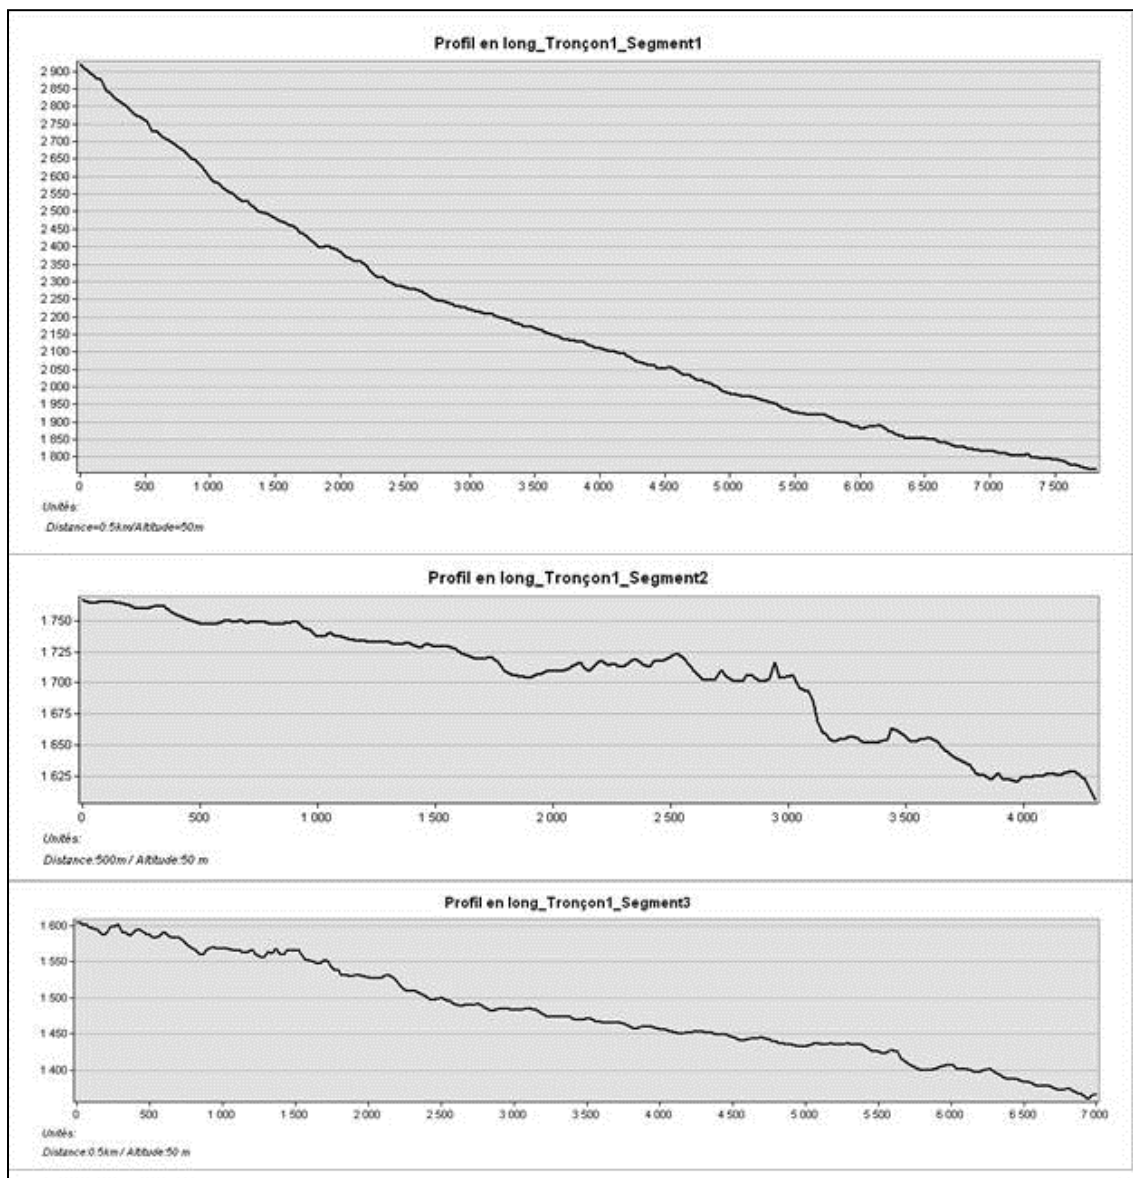 Profil en long_Tronçon1_Segment1
2 900
2 850
2 800
2 750
2 700
2 650
2 600
2 550
2 500
2 450
2 400
2 350
2 300
2 250
2 200
2 150
2 100
2 050
2 000
1 950
1 900
1 850
1 800
0 500 1 000 1 500 2 000 2 500 3 000 3 500 4 000 4 500 5 000 5 500 6 000 6 500 7 000 7 500
Unités:
Distance=0.5km/Altitude=50m
Profil en long_Tronçon1_Segment2
1 750
1 725
1 700
1 675
1 650
1 625
0 500 1 000 1 500 2 000 2 500 3 000 3 500 4 000
Unités:
Distance:500m / Altitude:50 m
Profil en long_Tronçon1_Segment3
1 600
1 550
1 500
1 450
1 400
0 500 1 000 1 500 2 000 2 500 3 000 3 500 4 000 4 500 5 000 5 500 6 000 6 500 7 000
Unités:
Distance:0.5km / Altitude:50 m